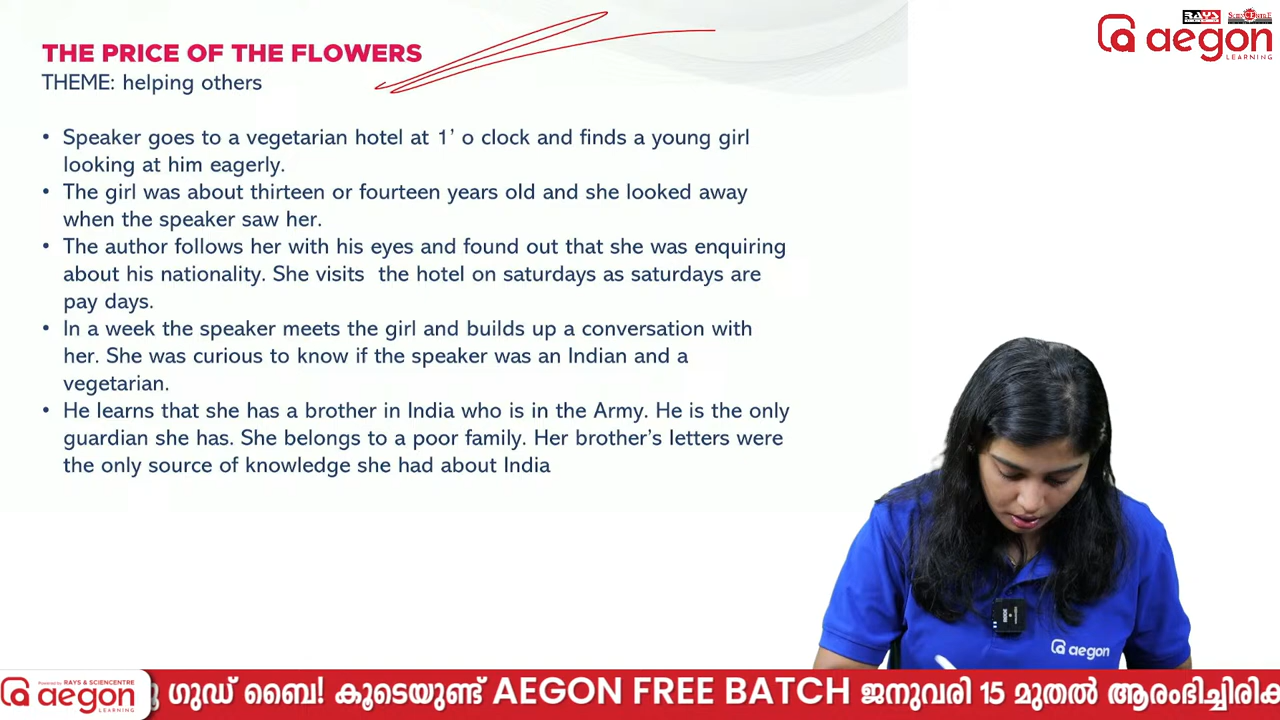 THE PRICE OF THE FLOWERS
THEME: helping others
• Speaker goes to a vegetarian hotel at 1' o clock and finds a young girl
looking at him eagerly.
• The girl was about thirteen or fourteen years old and she looked away
when the speaker saw her.
• The author follows her with his eyes and found out that she was enquiring
about his nationality. She visits the hotel on saturdays as saturdays are
pay days.
• In a week the speaker meets the girl and builds up a conversation with
her. She was curious to know if the speaker was an Indian and a
vegetarian.
• He learns that she has a brother in India who is in the Army. He is the only
guardian she has. She belongs to a poor family. Her brother's letters were
the only source of knowledge she had about India
RAYS
aegon
LEARNING
aegon
Powered by RAYS & SCIENCENTRE
aegon
LEARNING
ഗുഡ് ബൈ! കൂടെയുണ്ട് AEGON FREE BATCH ജനുവരി 15 മുതൽ